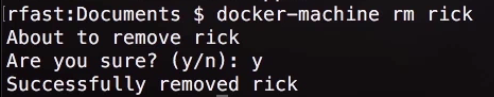 rfast:Documents $ docker-machine rm rick
About to remove rick
Are you sure? (y/n): y
Successfully removed rick